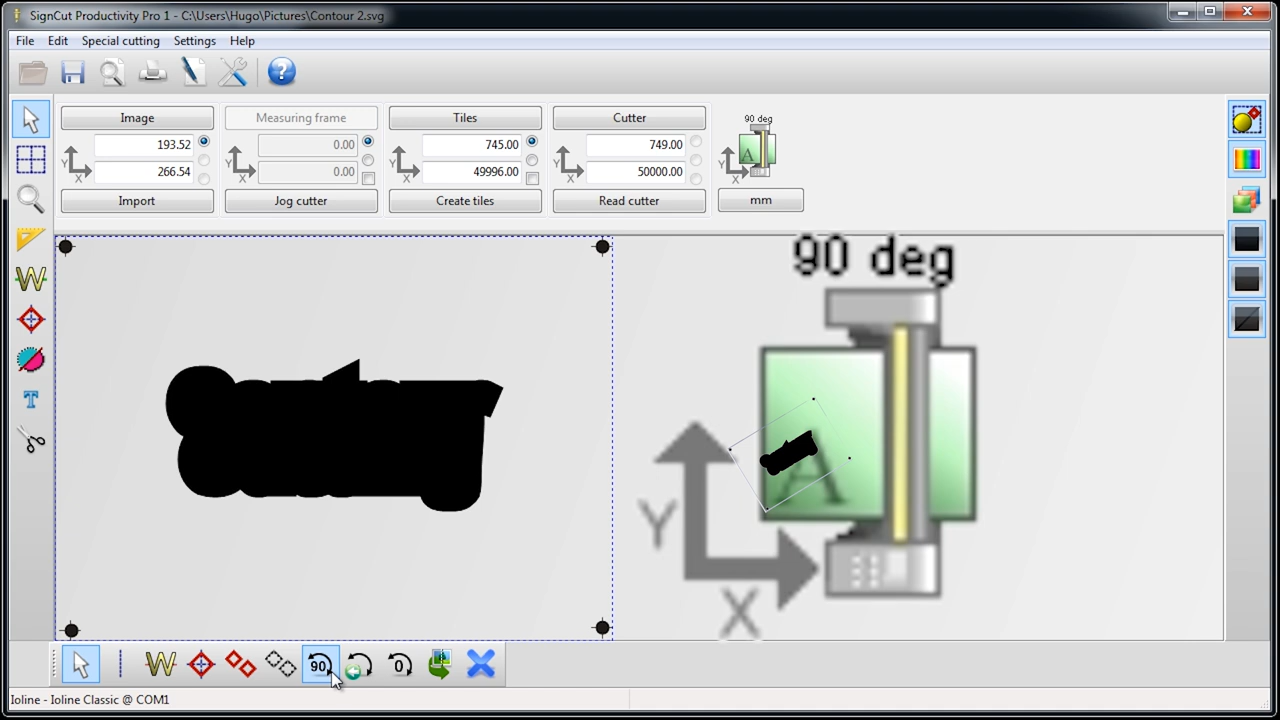 SignCut Productivity Pro 1 - C:\Users\Hugo\Pictures\Contour 2.svg
File Edit Special cutting Settings Help
Image Measuring frame Tiles Cutter 90 deg
193.52 0.00 745.00 749.00
Y X Y X Y X Y X Y X A
266.54 0.00 49996.00 50000.00
Import Jog cutter Create tiles Read cutter mm
90 deg
A
Y
X
90 0
Ioline - Ioline Classic @ COM1